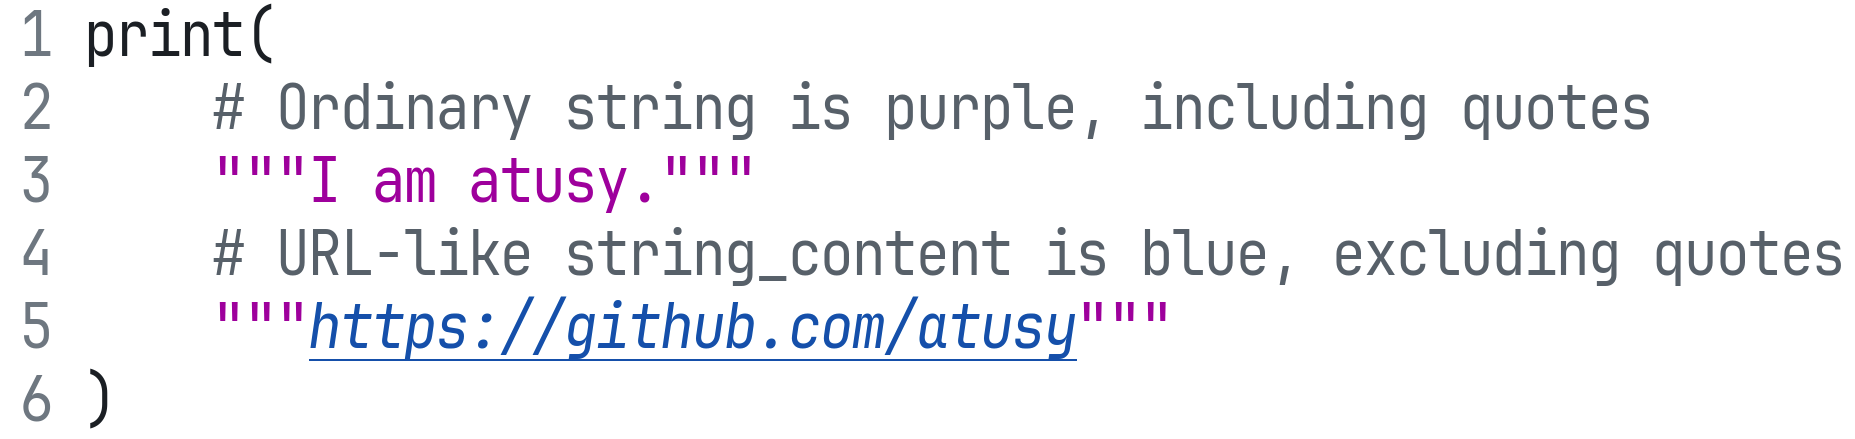 1 print(
2     # Ordinary string is purple, including quotes
3     """I am atusy."""
4     # URL-like string_content is blue, excluding quotes
5     """https://github.com/atusy"""
6 )